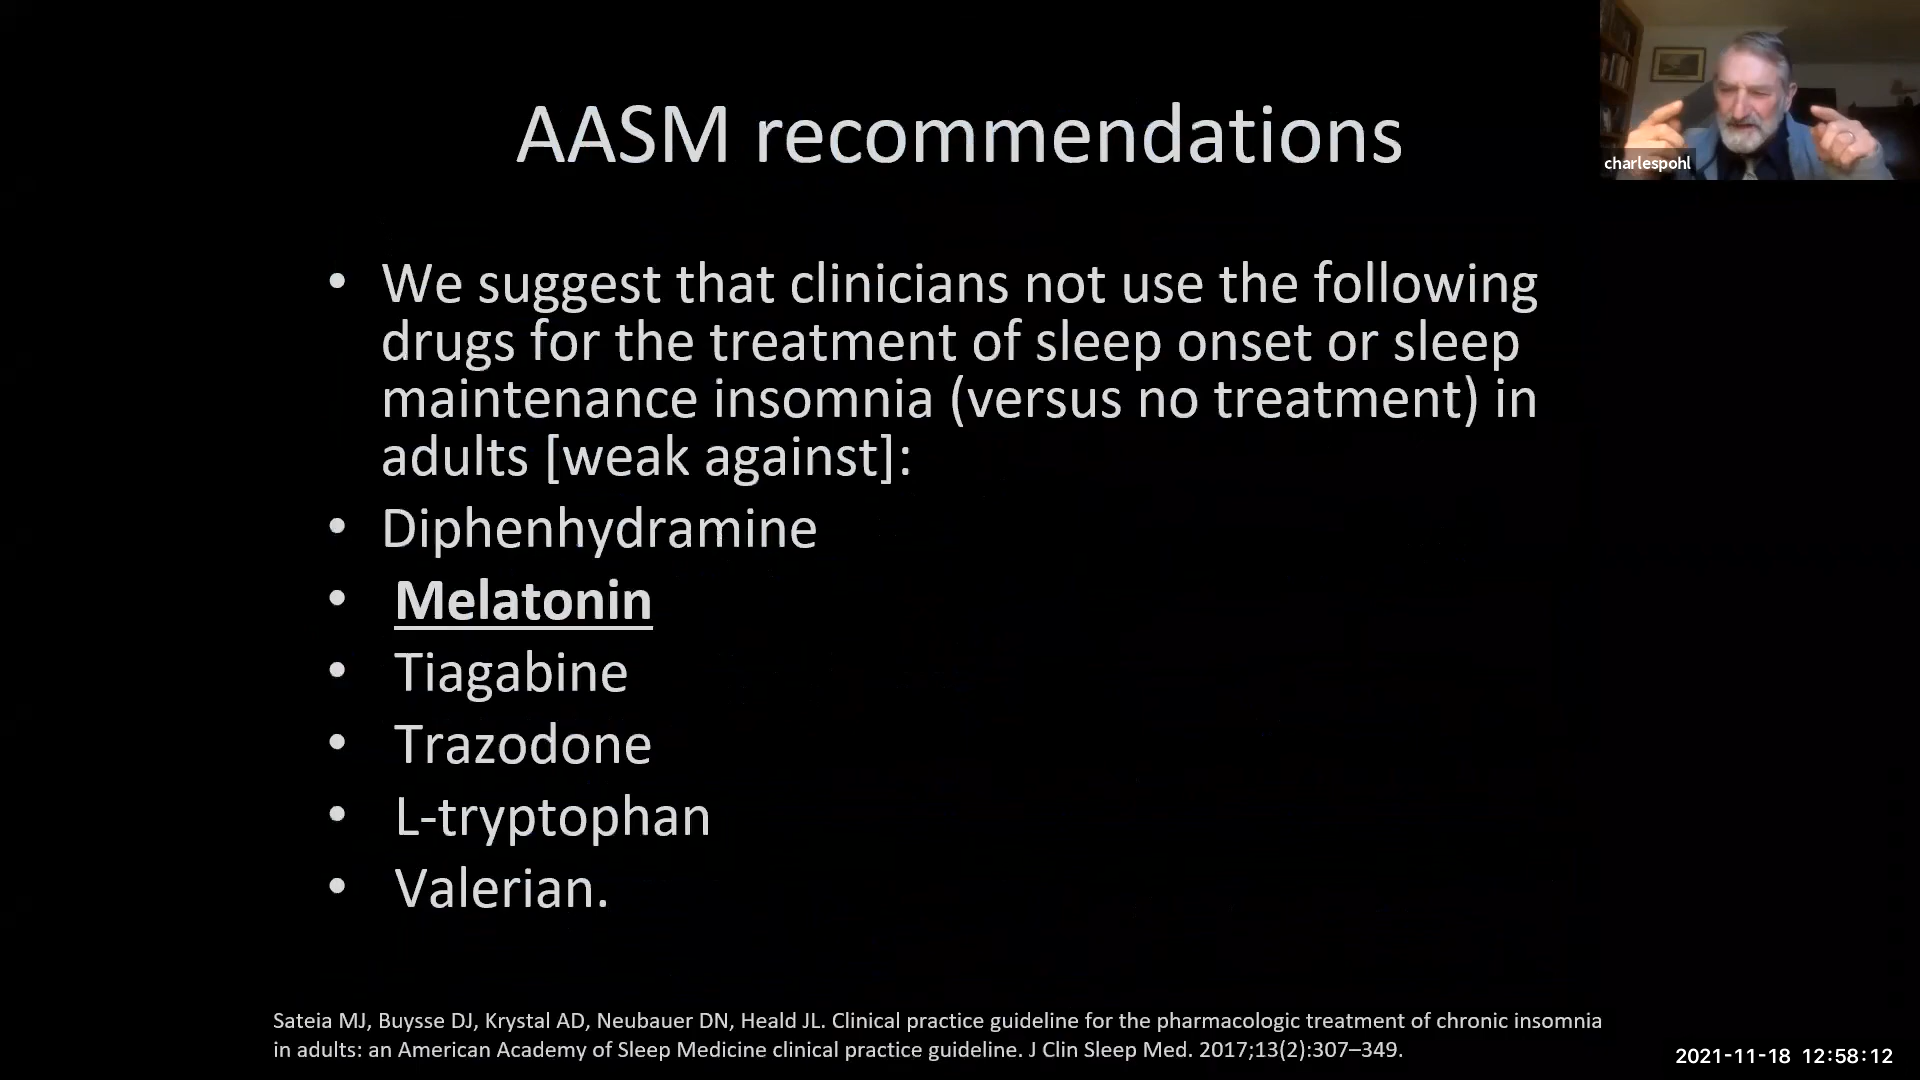 AASM recommendations
charlespohl
• We suggest that clinicians not use the following
drugs for the treatment of sleep onset or sleep
maintenance insomnia (versus no treatment) in
adults [weak against]:
• Diphenhydramine
• Melatonin
• Tiagabine
• Trazodone
• L-tryptophan
• Valerian.
Sateia MJ, Buysse DJ, Krystal AD, Neubauer DN, Heald JL. Clinical practice guideline for the pharmacologic treatment of chronic insomnia
in adults: an American Academy of Sleep Medicine clinical practice guideline. J Clin Sleep Med. 2017;13(2):307–349.
2021-11-18 12:58:12